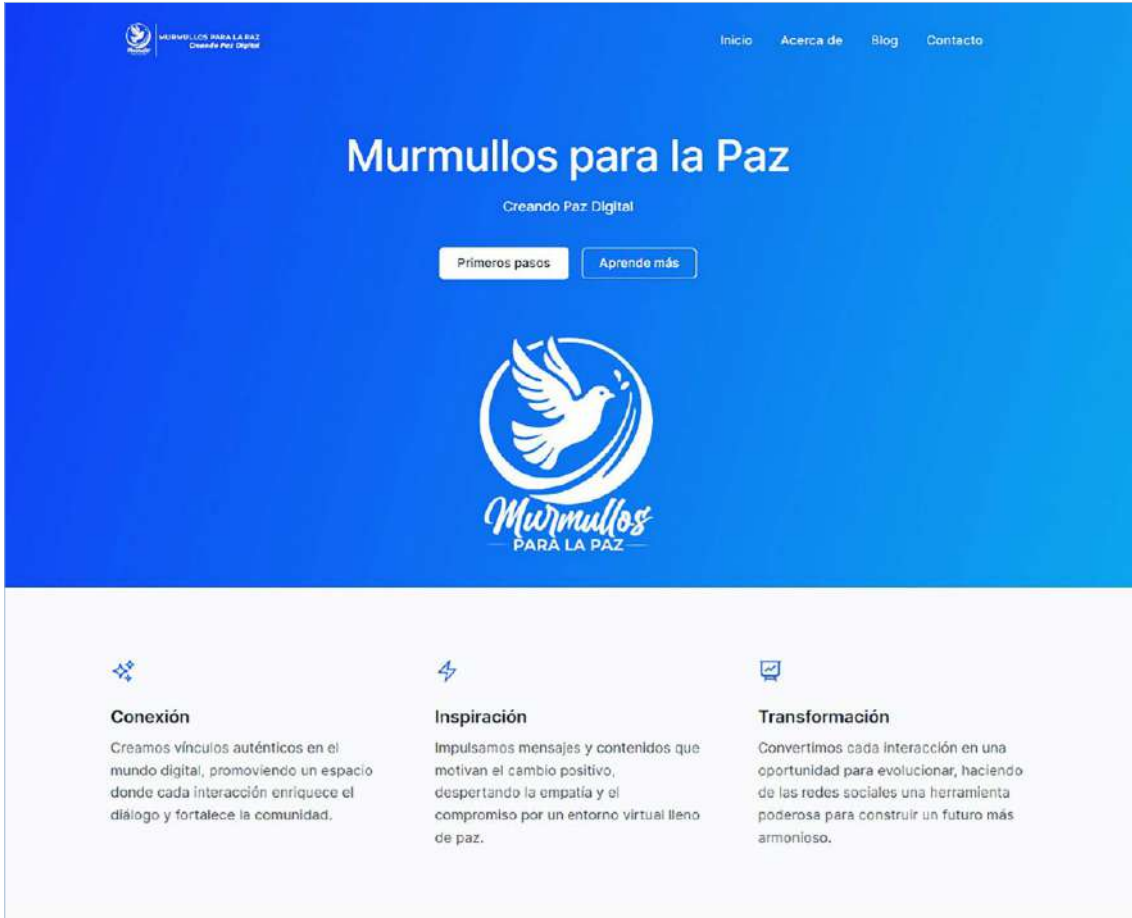 MURMULLOS PARA LA PAZ
Creando Paz Digital
Inicio Acerca de Blog Contacto
Murmullos para la Paz
Creando Paz Digital
Primeros pasos Aprende más
Murmullos
PARA LA PAZ
Conexión
Creamos vínculos auténticos en el
mundo digital, promoviendo un espacio
donde cada interacción enriquece el
diálogo y fortalece la comunidad.
Inspiración
Impulsamos mensajes y contenidos que
motivan el cambio positivo,
despertando la empatía y el
compromiso por un entorno virtual lleno
de paz.
Transformación
Convertimos cada interacción en una
oportunidad para evolucionar, haciendo
de las redes sociales una herramienta
poderosa para construir un futuro más
armonioso.